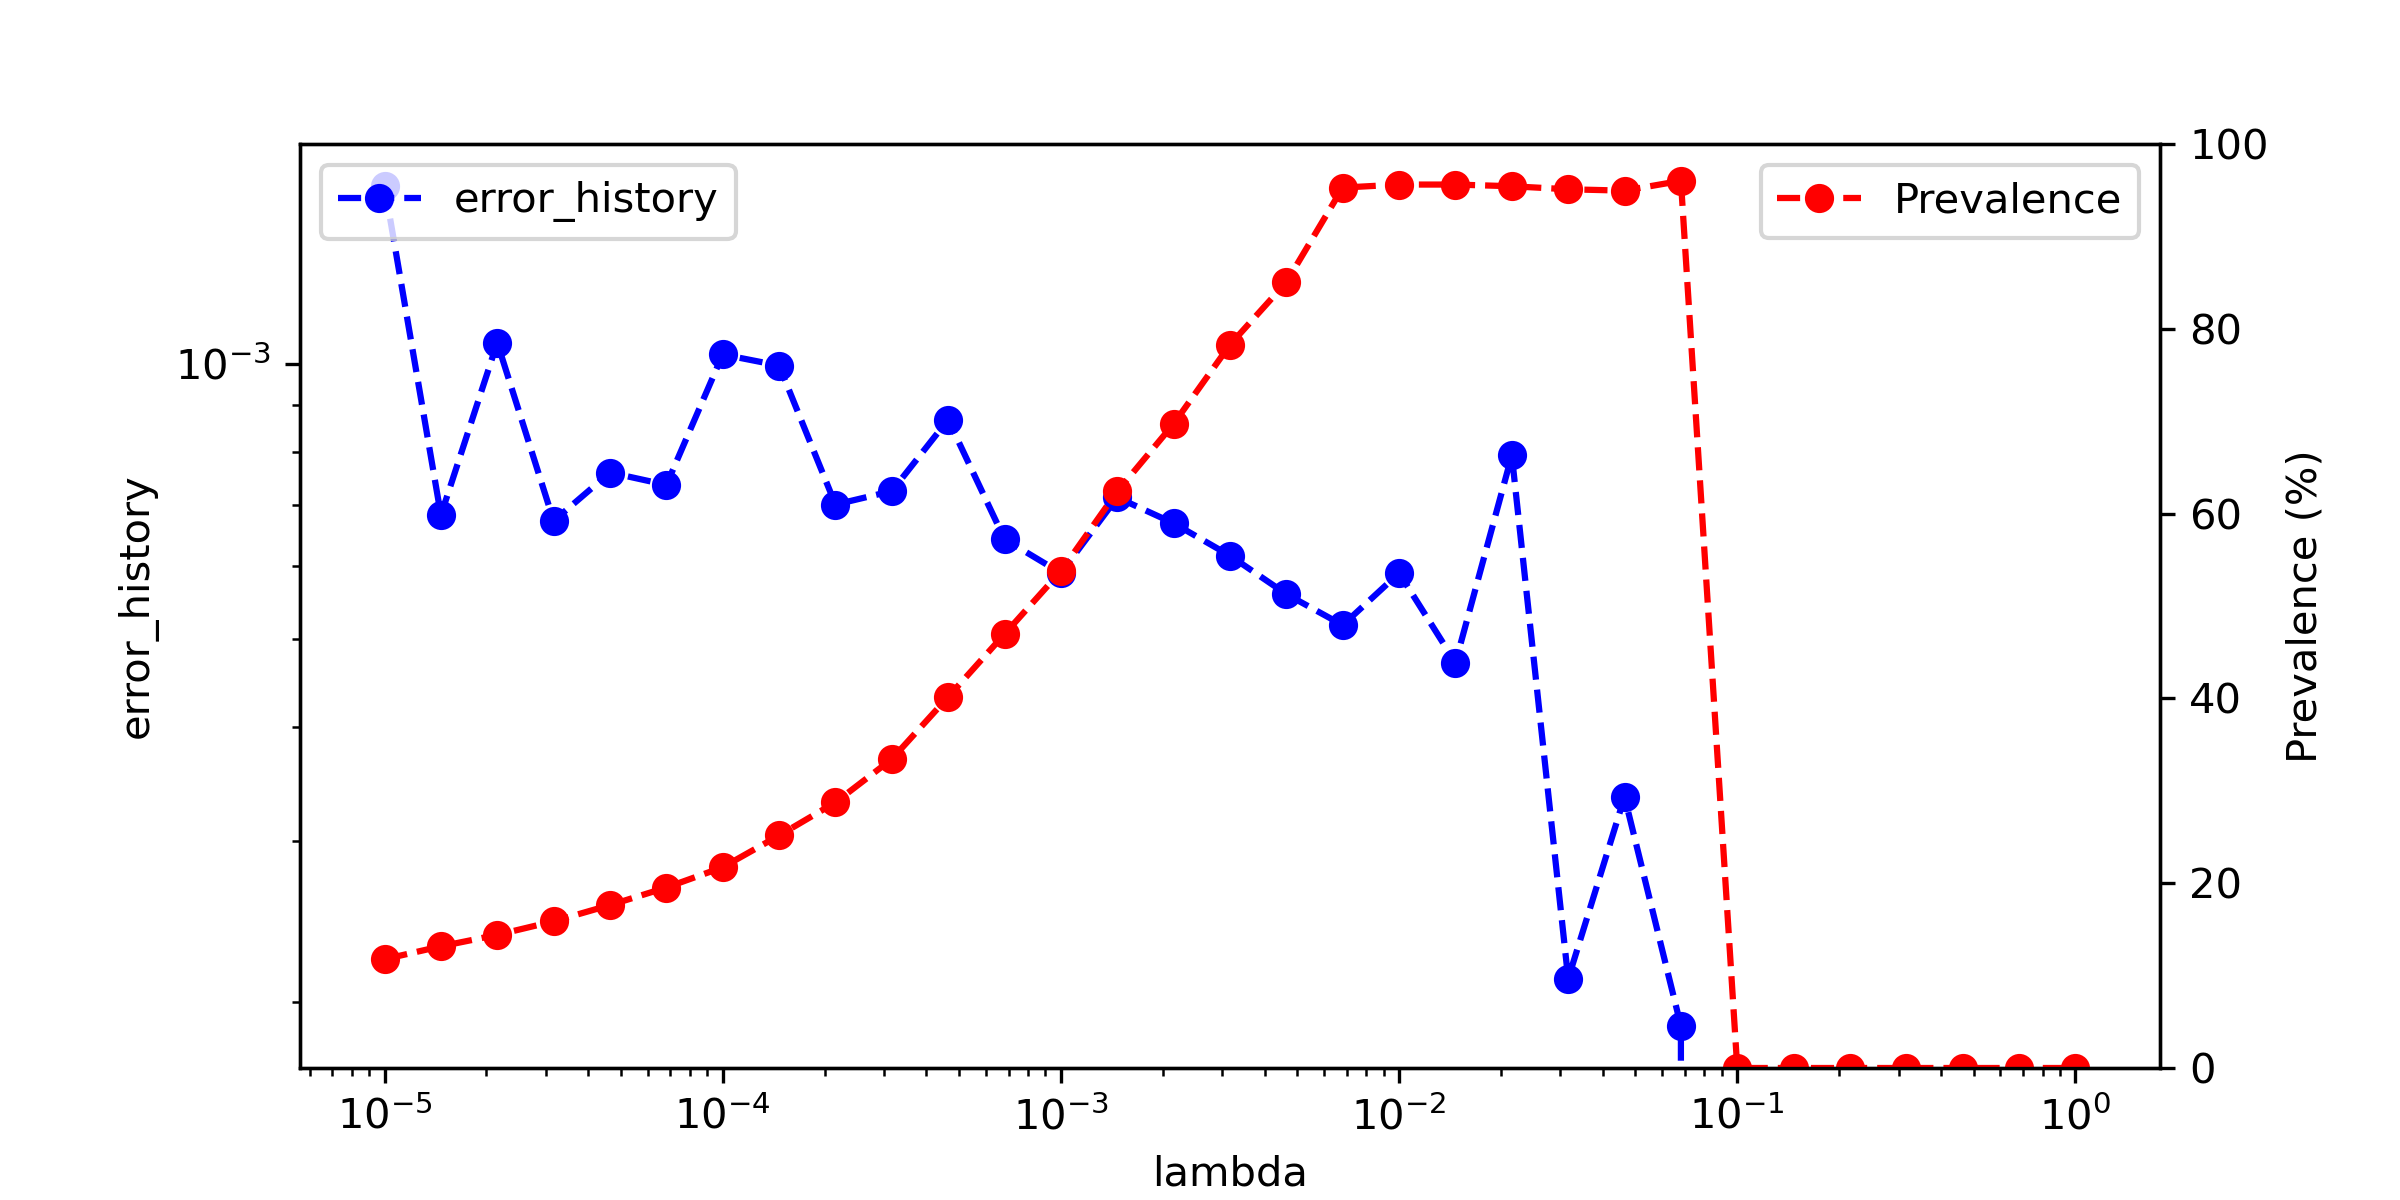 error_history
Prevalence
10⁻³
error_history
100
80
60
40
20
0
Prevalence (%)
10⁻⁵ 10⁻⁴ 10⁻³ 10⁻² 10⁻¹ 10⁰
lambda